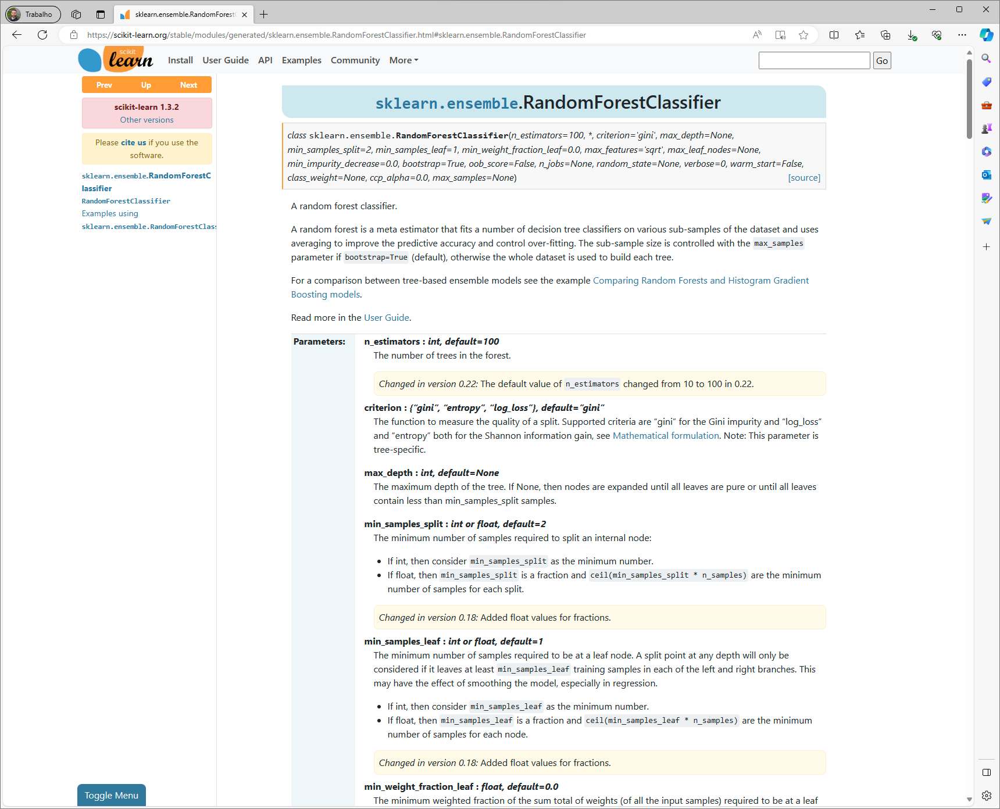 Trabalho
sklearn.ensemble.RandomForest
https://scikit-learn.org/stable/modules/generated/sklearn.ensemble.RandomForestClassifier.html#sklearn.ensemble.RandomForestClassifier
scikit
learn
Install User Guide API Examples Community More
Go
Prev Up Next
scikit-learn 1.3.2
Other versions
Please cite us if you use the
software.
sklearn.ensemble.RandomForestC
lassifier
RandomForestClassifier
Examples using
sklearn.ensemble.RandomForestClass
Toggle Menu
sklearn.ensemble.RandomForestClassifier
class sklearn.ensemble.RandomForestClassifier(n_estimators=100, *, criterion='gini', max_depth=None,
min_samples_split=2, min_samples_leaf=1, min_weight_fraction_leaf=0.0, max_features='sqrt', max_leaf_nodes=None,
min_impurity_decrease=0.0, bootstrap=True, oob_score=False, n_jobs=None, random_state=None, verbose=0, warm_start=False,
class_weight=None, ccp_alpha=0.0, max_samples=None) [source]
A random forest classifier.
A random forest is a meta estimator that fits a number of decision tree classifiers on various sub-samples of the dataset and uses
averaging to improve the predictive accuracy and control over-fitting. The sub-sample size is controlled with the max_samples
parameter if bootstrap=True (default), otherwise the whole dataset is used to build each tree.
For a comparison between tree-based ensemble models see the example Comparing Random Forests and Histogram Gradient
Boosting models.
Read more in the User Guide.
Parameters: n_estimators : int, default=100
The number of trees in the forest.
Changed in version 0.22: The default value of n_estimators changed from 10 to 100 in 0.22.
criterion : {“gini”, “entropy”, “log_loss”}, default=”gini”
The function to measure the quality of a split. Supported criteria are “gini” for the Gini impurity and “log_loss”
and “entropy” both for the Shannon information gain, see Mathematical formulation. Note: This parameter is
tree-specific.
max_depth : int, default=None
The maximum depth of the tree. If None, then nodes are expanded until all leaves are pure or until all leaves
contain less than min_samples_split samples.
min_samples_split : int or float, default=2
The minimum number of samples required to split an internal node:
• If int, then consider min_samples_split as the minimum number.
• If float, then min_samples_split is a fraction and ceil(min_samples_split * n_samples) are the minimum
number of samples for each split.
Changed in version 0.18: Added float values for fractions.
min_samples_leaf : int or float, default=1
The minimum number of samples required to be at a leaf node. A split point at any depth will only be
considered if it leaves at least min_samples_leaf training samples in each of the left and right branches. This
may have the effect of smoothing the model, especially in regression.
• If int, then consider min_samples_leaf as the minimum number.
• If float, then min_samples_leaf is a fraction and ceil(min_samples_leaf * n_samples) are the minimum
number of samples for each node.
Changed in version 0.18: Added float values for fractions.
min_weight_fraction_leaf : float, default=0.0
The minimum weighted fraction of the sum total of weights (of all the input samples) required to be at a leaf